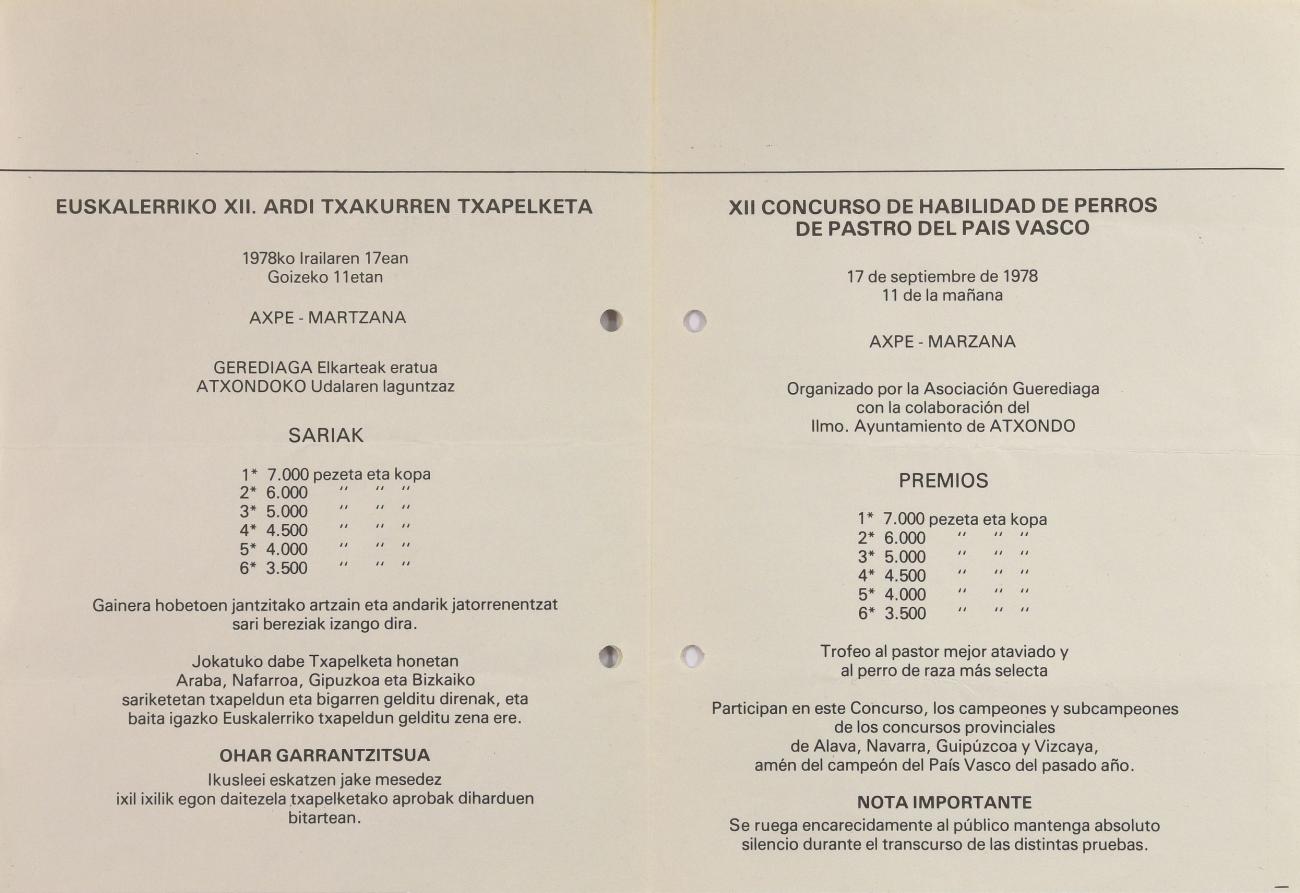 EUSKALERRIKO XII. ARDI TXAKURREN TXAPELKETA
1978ko Irailaren 17ean
Goizeko 11etan
AXPE - MARTZANA
GEREDIAGA Elkarteak eratua
ATXONDOKO Udalaren laguntzaz
SARIAK
1* 7.000 pezeta eta kopa
2* 6.000 " " "
3* 5.000 " " "
4* 4.500 " " "
5* 4.000 " " "
6* 3.500 " " "
Gainera hobetoen jantzitako artzain eta andarik jatorrenentzat
sari bereziak izango dira.
Jokatuko dabe Txapelketa honetan
Araba, Nafarroa, Gipuzkoa eta Bizkaiko
sariketetan txapeldun eta bigarren gelditu direnak, eta
baita igazko Euskalerriko txapeldun gelditu zena ere.
OHAR GARRANTZITSUA
Ikusleei eskatzen jake mesedez
ixil ixilik egon daitezela txapelketako aprobak diharduen
bitartean.
XII CONCURSO DE HABILIDAD DE PERROS
DE PASTRO DEL PAIS VASCO
17 de septiembre de 1978
11 de la mañana
AXPE - MARZANA
Organizado por la Asociación Guerediaga
con la colaboración del
Ilmo. Ayuntamiento de ATXONDO
PREMIOS
1* 7.000 pezeta eta kopa
2* 6.000 " " "
3* 5.000 " " "
4* 4.500 " " "
5* 4.000 " " "
6* 3.500 " " "
Trofeo al pastor mejor ataviado y
al perro de raza más selecta
Participan en este Concurso, los campeones y subcampeones
de los concursos provinciales
de Alava, Navarra, Guipúzcoa y Vizcaya,
amén del campeón del País Vasco del pasado año.
NOTA IMPORTANTE
Se ruega encarecidamente al público mantenga absoluto
silencio durante el transcurso de las distintas pruebas.